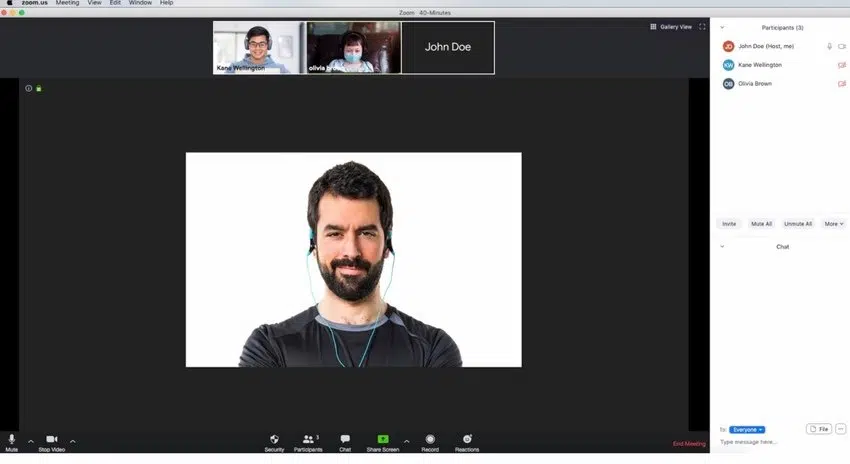 zoom.us Meeting View Edit Window Help
Zoom - 40-Minutes
Gallery View
Kane Wellington
olivia brown
John Doe
Participants (3)
JD John Doe (Host, me)
KW Kane Wellington
OB Olivia Brown
Invite Mute All Unmute All More
Chat
To: Everyone File
Type message here...
Mute Stop Video Security Participants 3 Chat Share Screen Record Reactions End Meeting